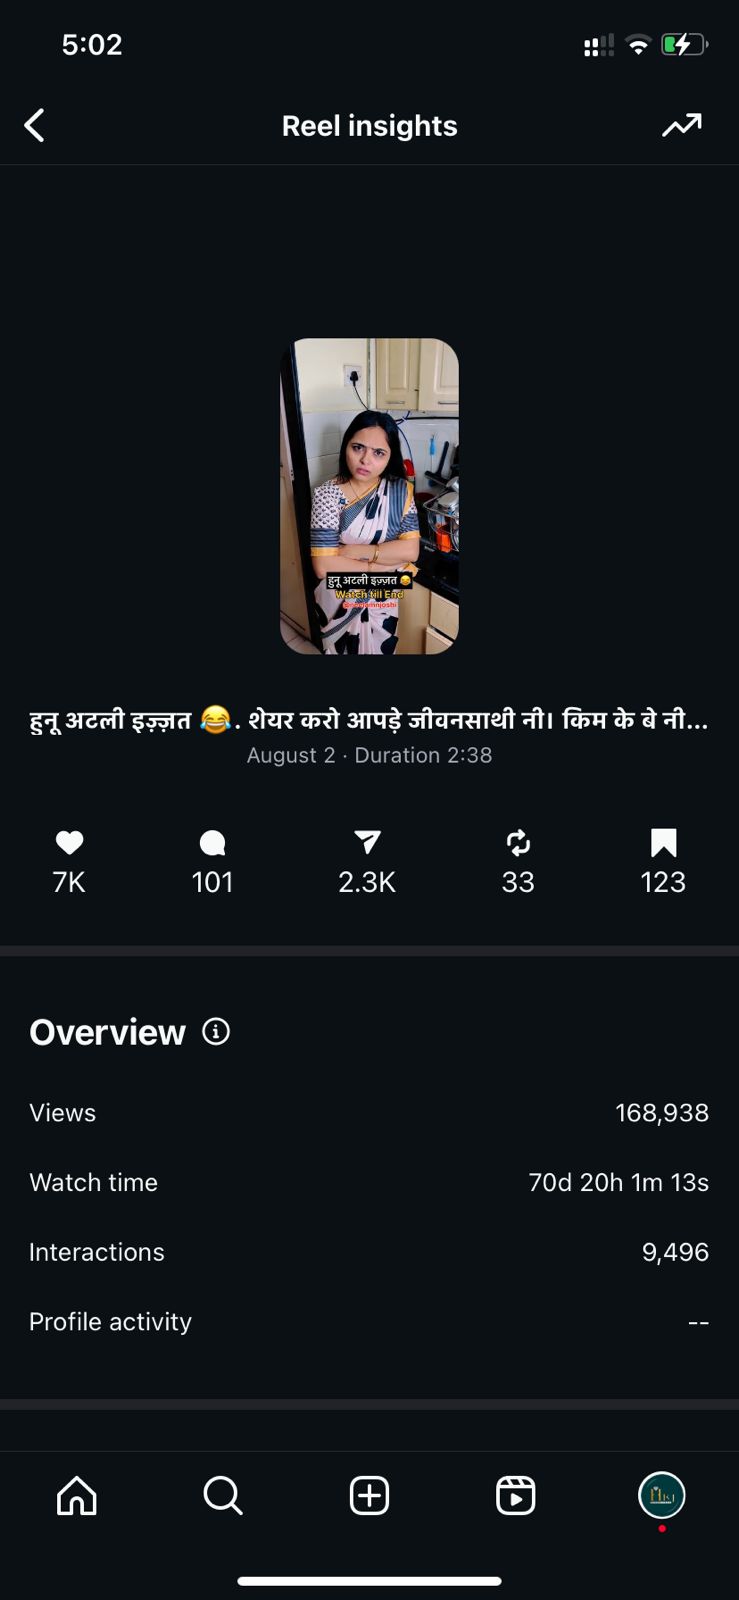 5:02
Reel insights
हुनू अटली इज़्ज़त 😂
Watch till End
हुनू अटली इज़्ज़त 😂. शेयर करो आपड़े जीवनसाथी नी। किम के बे नी...
August 2 · Duration 2:38
7K 101 2.3K 33 123
Overview
Views 168,938
Watch time 70d 20h 1m 13s
Interactions 9,496
Profile activity --